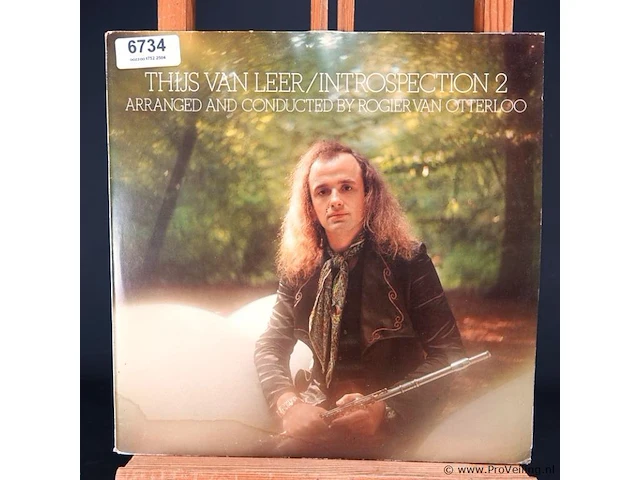 6734
THIJS VAN LEER/INTROSPECTION 2
ARRANGED AND CONDUCTED BY ROGIER VAN OTTERLOO
© www.ProVeiling.nl